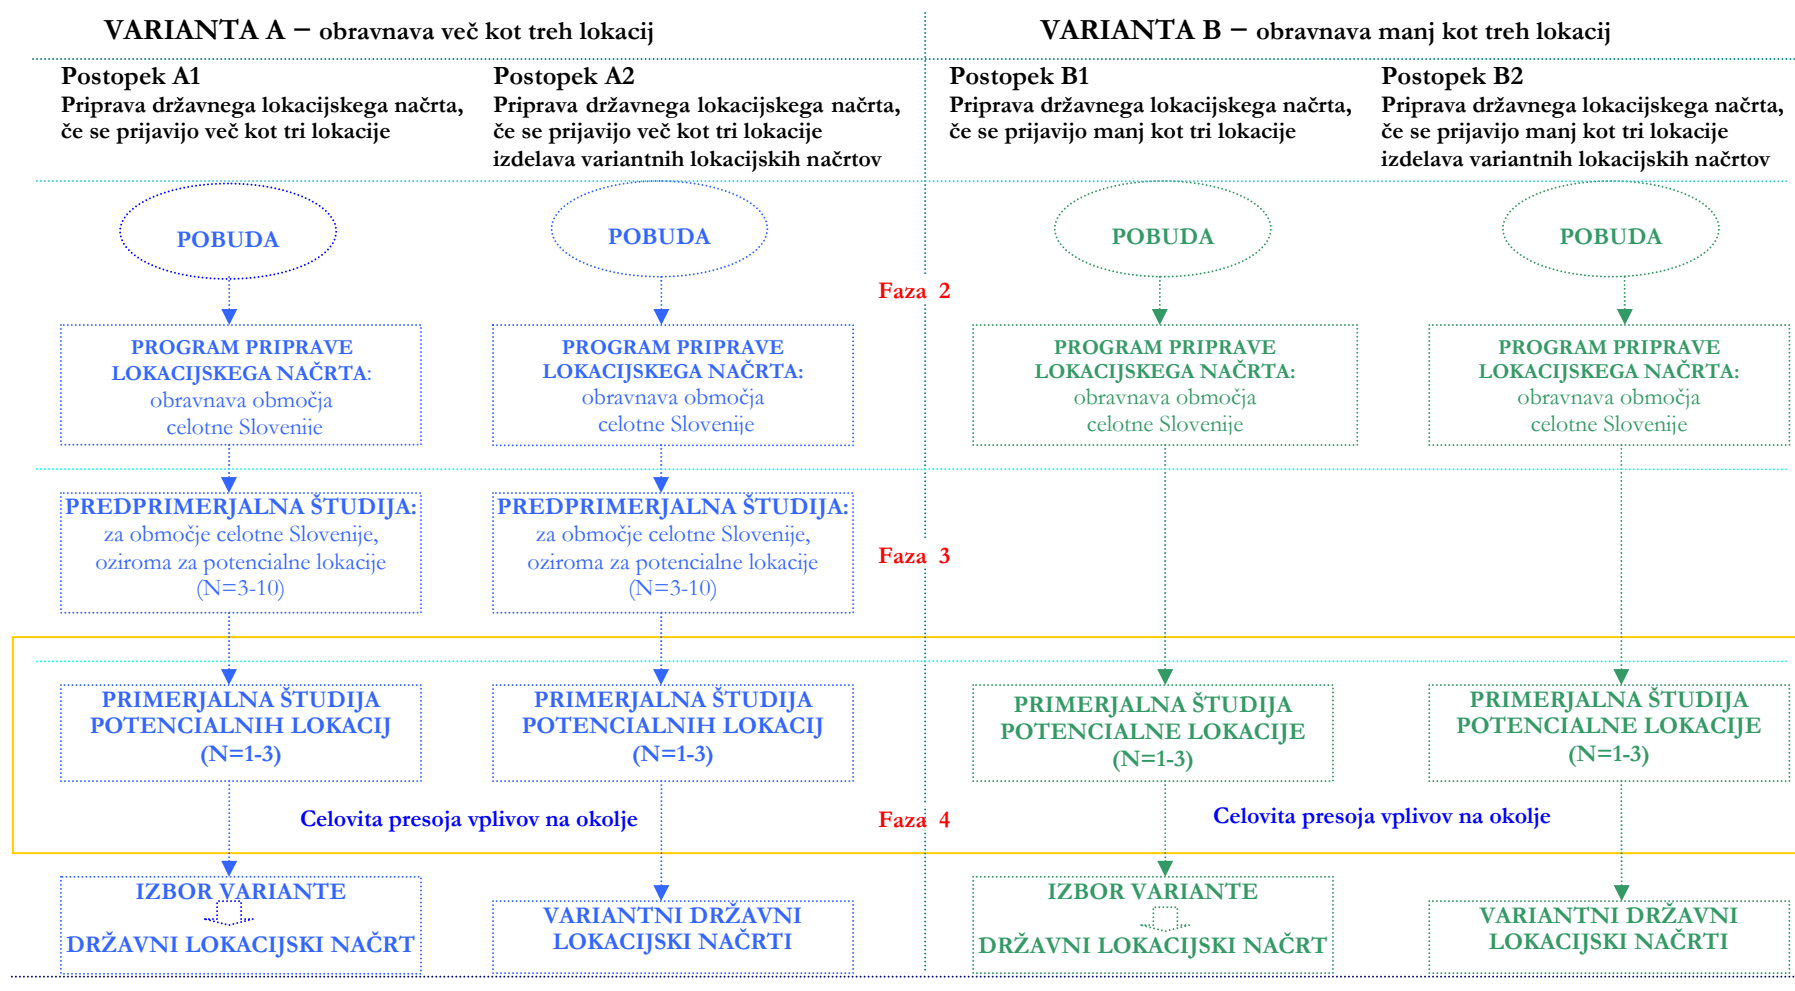 VARIANTA A – obravnava več kot treh lokacij
VARIANTA B – obravnava manj kot treh lokacij
Postopek A1
Priprava državnega lokacijskega načrta,
če se prijavijo več kot tri lokacije
Postopek A2
Priprava državnega lokacijskega načrta,
če se prijavijo več kot tri lokacije
izdelava variantnih lokacijskih načrtov
Postopek B1
Priprava državnega lokacijskega načrta,
če se prijavijo manj kot tri lokacije
Postopek B2
Priprava državnega lokacijskega načrta,
če se prijavijo manj kot tri lokacije
izdelava variantnih lokacijskih načrtov
POBUDA
POBUDA
POBUDA
POBUDA
Faza 2
PROGRAM PRIPRAVE
LOKACIJSKEGA NAČRTA:
obravnava območja
celotne Slovenije
PROGRAM PRIPRAVE
LOKACIJSKEGA NAČRTA:
obravnava območja
celotne Slovenije
PROGRAM PRIPRAVE
LOKACIJSKEGA NAČRTA:
obravnava območja
celotne Slovenije
PROGRAM PRIPRAVE
LOKACIJSKEGA NAČRTA:
obravnava območja
celotne Slovenije
PREDPRIMERJALNA ŠTUDIJA:
za območje celotne Slovenije,
oziroma za potencialne lokacije
(N=3-10)
PREDPRIMERJALNA ŠTUDIJA:
za območje celotne Slovenije,
oziroma za potencialne lokacije
(N=3-10)
Faza 3
PRIMERJALNA ŠTUDIJA
POTENCIALNIH LOKACIJ
(N=1-3)
PRIMERJALNA ŠTUDIJA
POTENCIALNIH LOKACIJ
(N=1-3)
PRIMERJALNA ŠTUDIJA
POTENCIALNE LOKACIJE
(N=1-3)
PRIMERJALNA ŠTUDIJA
POTENCIALNE LOKACIJE
(N=1-3)
Celovita presoja vplivov na okolje
Faza 4
Celovita presoja vplivov na okolje
IZBOR VARIANTE
DRŽAVNI LOKACIJSKI NAČRT
VARIANTNI DRŽAVNI
LOKACIJSKI NAČRTI
IZBOR VARIANTE
DRŽAVNI LOKACIJSKI NAČRT
VARIANTNI DRŽAVNI
LOKACIJSKI NAČRTI